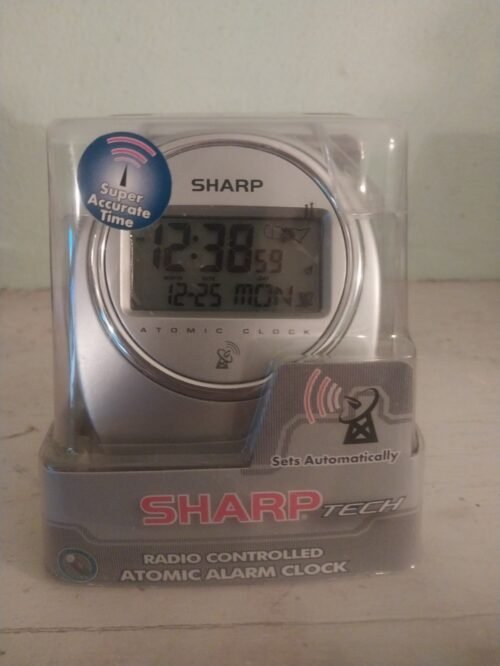 Super
Accurate
Time
SHARP
12:38 59
12-25 MON
ATOMIC CLOCK
Sets Automatically
SHARP TECH
RADIO CONTROLLED
ATOMIC ALARM CLOCK